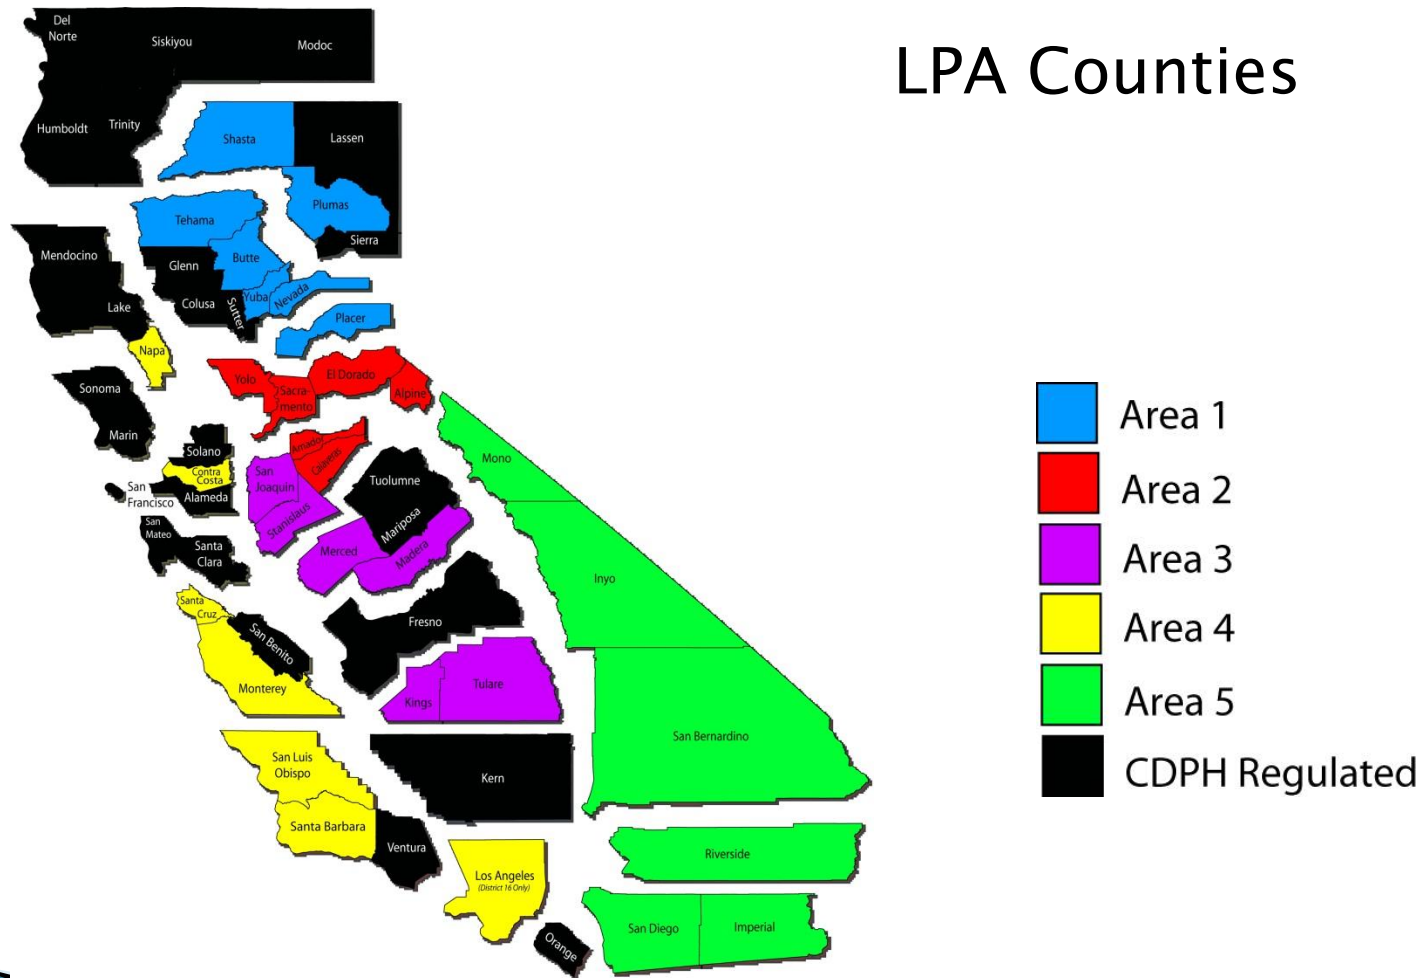 LPA Counties
Del
Norte
Siskiyou
Modoc
Humboldt
Trinity
Shasta
Lassen
Plumas
Tehama
Sierra
Mendocino
Glenn
Butte
Lake
Colusa
Sutter
Yuba
Nevada
Placer
Napa
Sonoma
Yolo
Sacra-
mento
El Dorado
Alpine
Marin
Solano
Contra
Costa
Alameda
San
Francisco
Amador
Calaveras
San
Joaquin
Stanislaus
Tuolumne
Mariposa
Mono
San
Mateo
Santa
Clara
Merced
Madera
Inyo
Santa
Cruz
San Benito
Monterey
Fresno
Kings
Tulare
San Bernardino
San Luis
Obispo
Kern
Santa Barbara
Ventura
Los Angeles
(District 16 Only)
Riverside
Orange
San Diego
Imperial
Area 1
Area 2
Area 3
Area 4
Area 5
CDPH Regulated